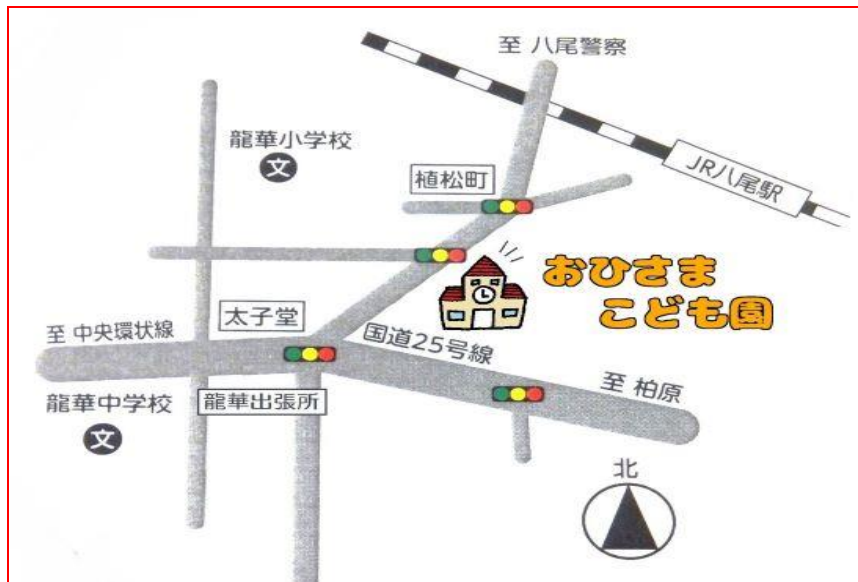 至 八尾警察
龍華小学校
文
植松町
JR八尾駅
おひさま
こども園
太子堂
至 中央環状線
国道25号線
至 柏原
龍華中学校
文
龍華出張所
北